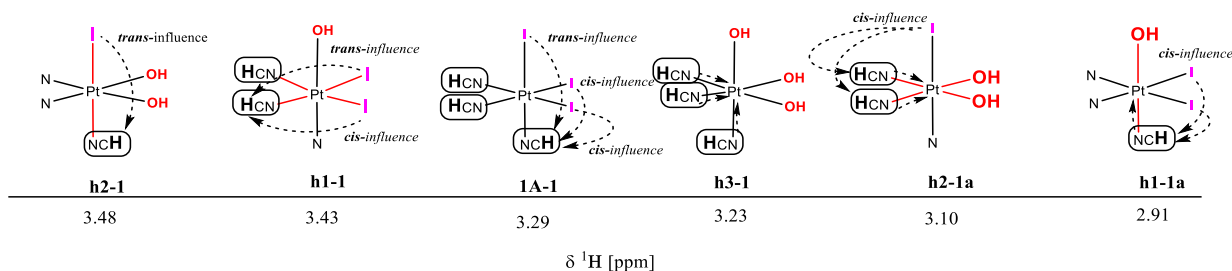 I trans-influence
N N Pt OH OH
NCH
h2-1
3.48
OH
trans-influence
HCN HCN Pt I I
cis-influence
N
h1-1
3.43
I trans-influence
HCN HCN Pt I I cis-influence
NCH
cis-influence
1A-1
3.29
OH
HCN HCN Pt OH OH
HCN
h3-1
3.23
cis-influence
I
HCN HCN Pt OH OH
N
h2-1a
3.10
OH
cis-influence
N N Pt I I
NCH
h1-1a
2.91
δ ¹H [ppm]